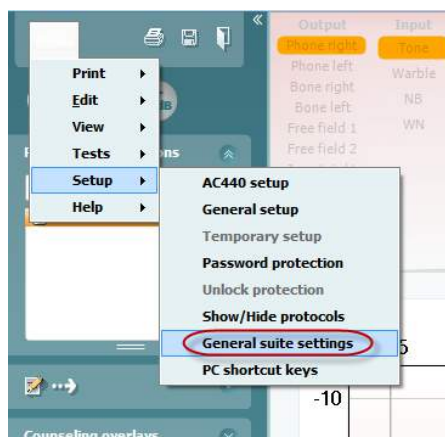 Output Input
Phone right Tone
Phone left Warble
Bone right NB
Bone left WN
Free field 1
Free field 2
Print
Edit
View
Tests
Setup
Help
dB
ns
AC440 setup
General setup
Temporary setup
Password protection
Unlock protection
Show/Hide protocols
General suite settings
PC shortcut keys
5
-10
Counseling overlays